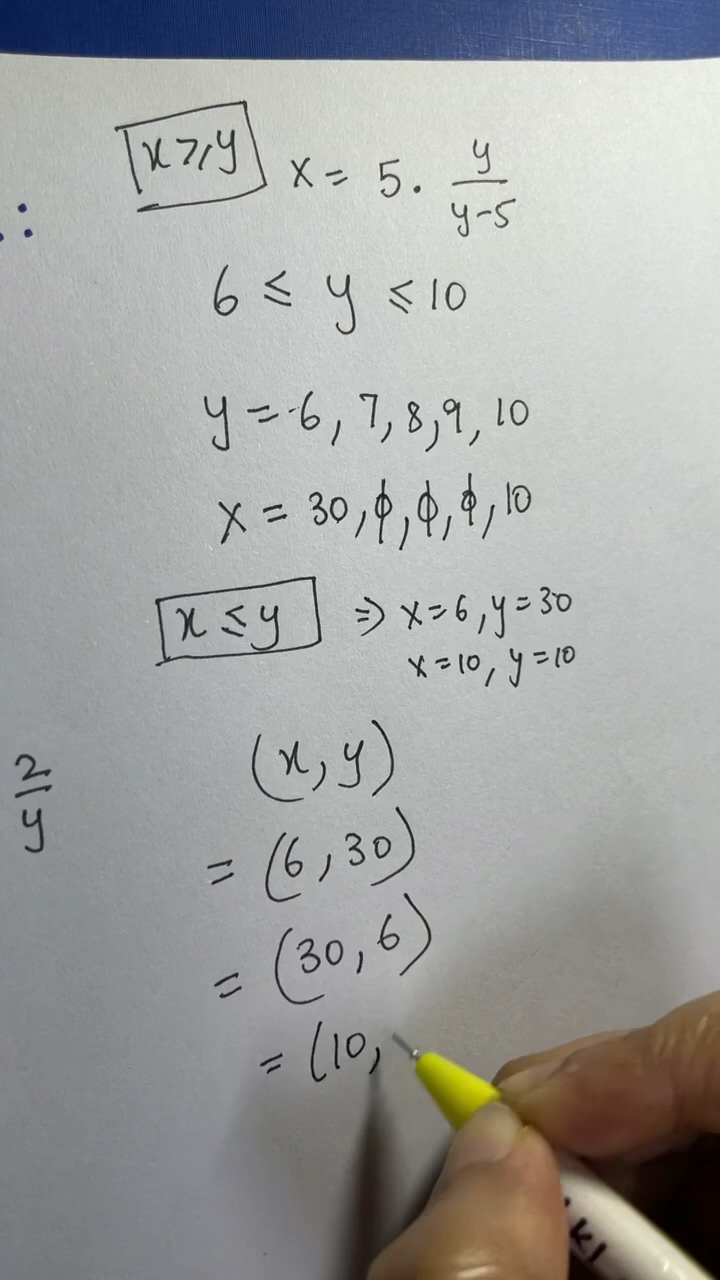 x ≥ y x = 5. y/y-5
6 ≤ y ≤ 10
y = 6, 7, 8, 9, 10
x = 30, ϕ, ϕ, ϕ, 10
x ≤ y ⇒ x=6, y=30
x=10, y=10
2/y
(x, y)
= (6, 30)
= (30, 6)
= (10,